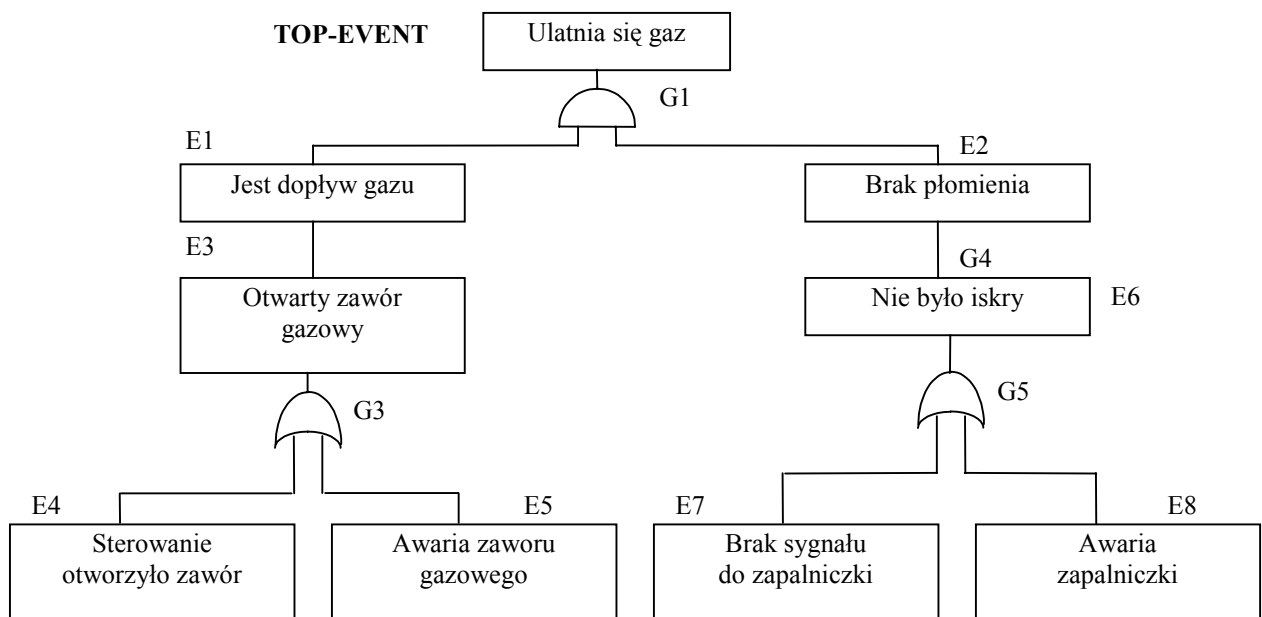 TOP-EVENT
Ulatnia się gaz
G1
E1
E2
Jest dopływ gazu
Brak płomienia
E3
G4
Otwarty zawór
gazowy
Nie było iskry
E6
G3
G5
E4
E5
E7
E8
Sterowanie
otworzyło zawór
Awaria zaworu
gazowego
Brak sygnału
do zapalniczki
Awaria
zapalniczki